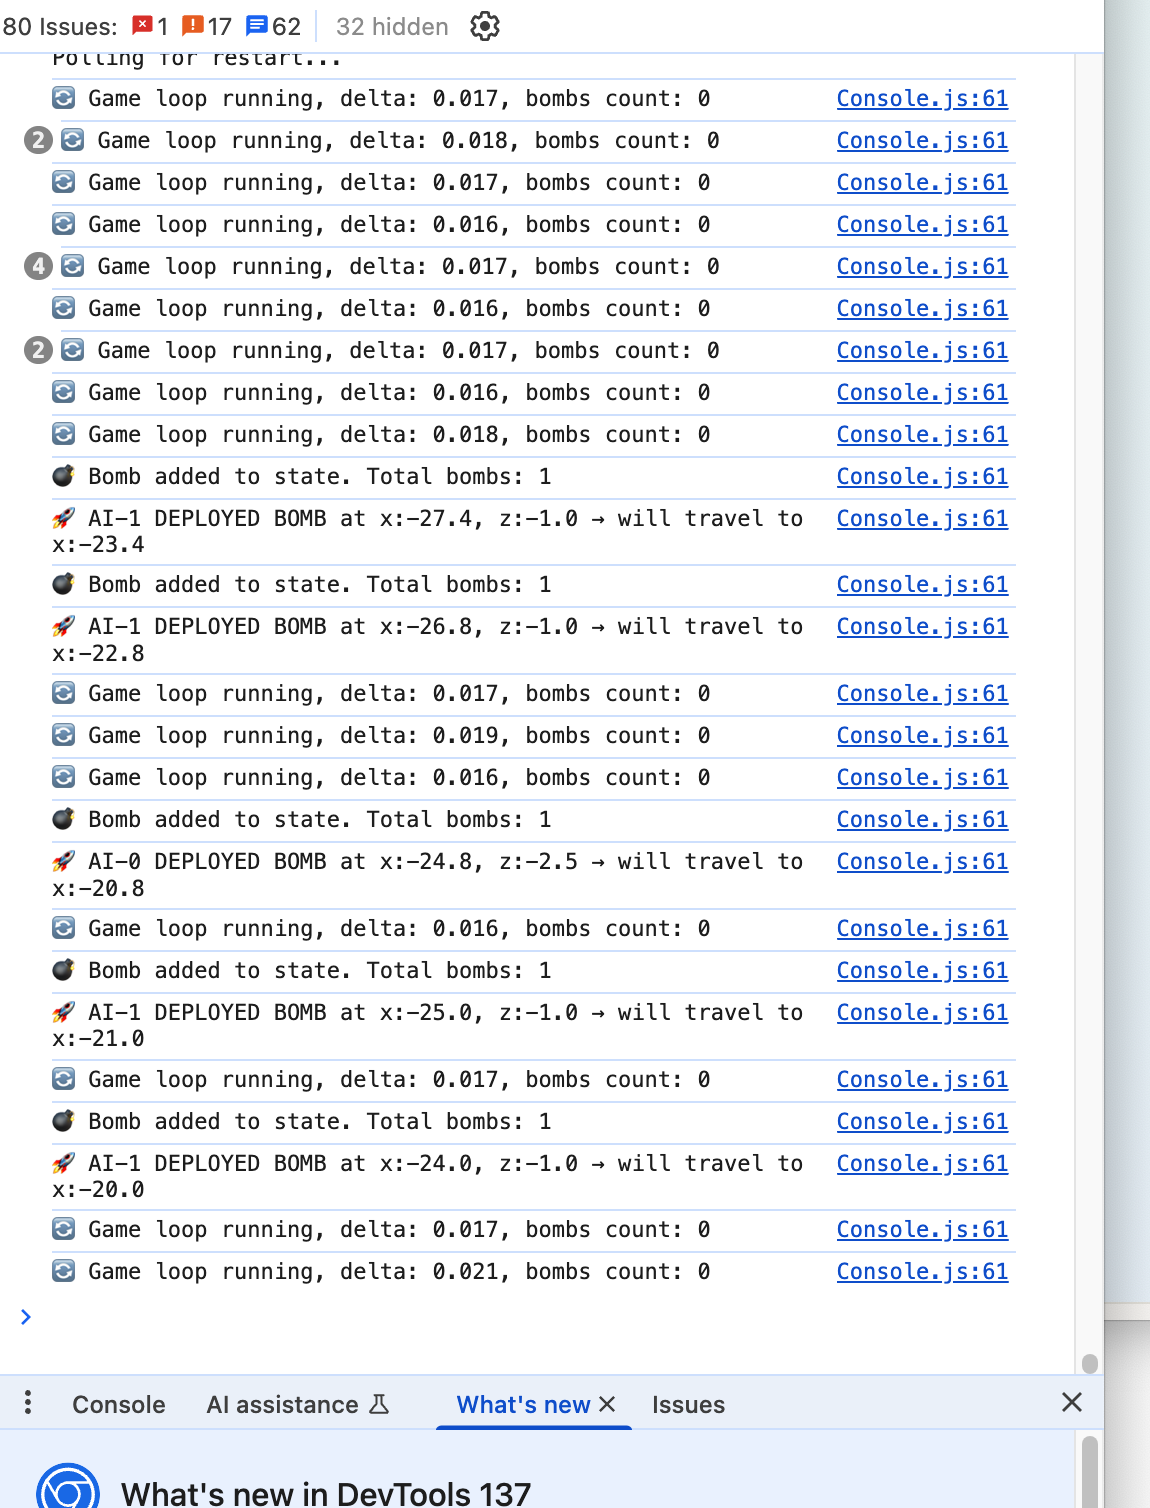 80 Issues: 1 17 62 32 hidden
Polling for restart...
Game loop running, delta: 0.017, bombs count: 0 Console.js:61
2 Game loop running, delta: 0.018, bombs count: 0 Console.js:61
Game loop running, delta: 0.017, bombs count: 0 Console.js:61
Game loop running, delta: 0.016, bombs count: 0 Console.js:61
4 Game loop running, delta: 0.017, bombs count: 0 Console.js:61
Game loop running, delta: 0.016, bombs count: 0 Console.js:61
2 Game loop running, delta: 0.017, bombs count: 0 Console.js:61
Game loop running, delta: 0.016, bombs count: 0 Console.js:61
Game loop running, delta: 0.018, bombs count: 0 Console.js:61
💣 Bomb added to state. Total bombs: 1 Console.js:61
🚀 AI-1 DEPLOYED BOMB at x:-27.4, z:-1.0 → will travel to Console.js:61
x:-23.4
💣 Bomb added to state. Total bombs: 1 Console.js:61
🚀 AI-1 DEPLOYED BOMB at x:-26.8, z:-1.0 → will travel to Console.js:61
x:-22.8
Game loop running, delta: 0.017, bombs count: 0 Console.js:61
Game loop running, delta: 0.019, bombs count: 0 Console.js:61
Game loop running, delta: 0.016, bombs count: 0 Console.js:61
💣 Bomb added to state. Total bombs: 1 Console.js:61
🚀 AI-0 DEPLOYED BOMB at x:-24.8, z:-2.5 → will travel to Console.js:61
x:-20.8
Game loop running, delta: 0.016, bombs count: 0 Console.js:61
💣 Bomb added to state. Total bombs: 1 Console.js:61
🚀 AI-1 DEPLOYED BOMB at x:-25.0, z:-1.0 → will travel to Console.js:61
x:-21.0
Game loop running, delta: 0.017, bombs count: 0 Console.js:61
💣 Bomb added to state. Total bombs: 1 Console.js:61
🚀 AI-1 DEPLOYED BOMB at x:-24.0, z:-1.0 → will travel to Console.js:61
x:-20.0
Game loop running, delta: 0.017, bombs count: 0 Console.js:61
Game loop running, delta: 0.021, bombs count: 0 Console.js:61
Console AI assistance What's new Issues
What's new in DevTools 137